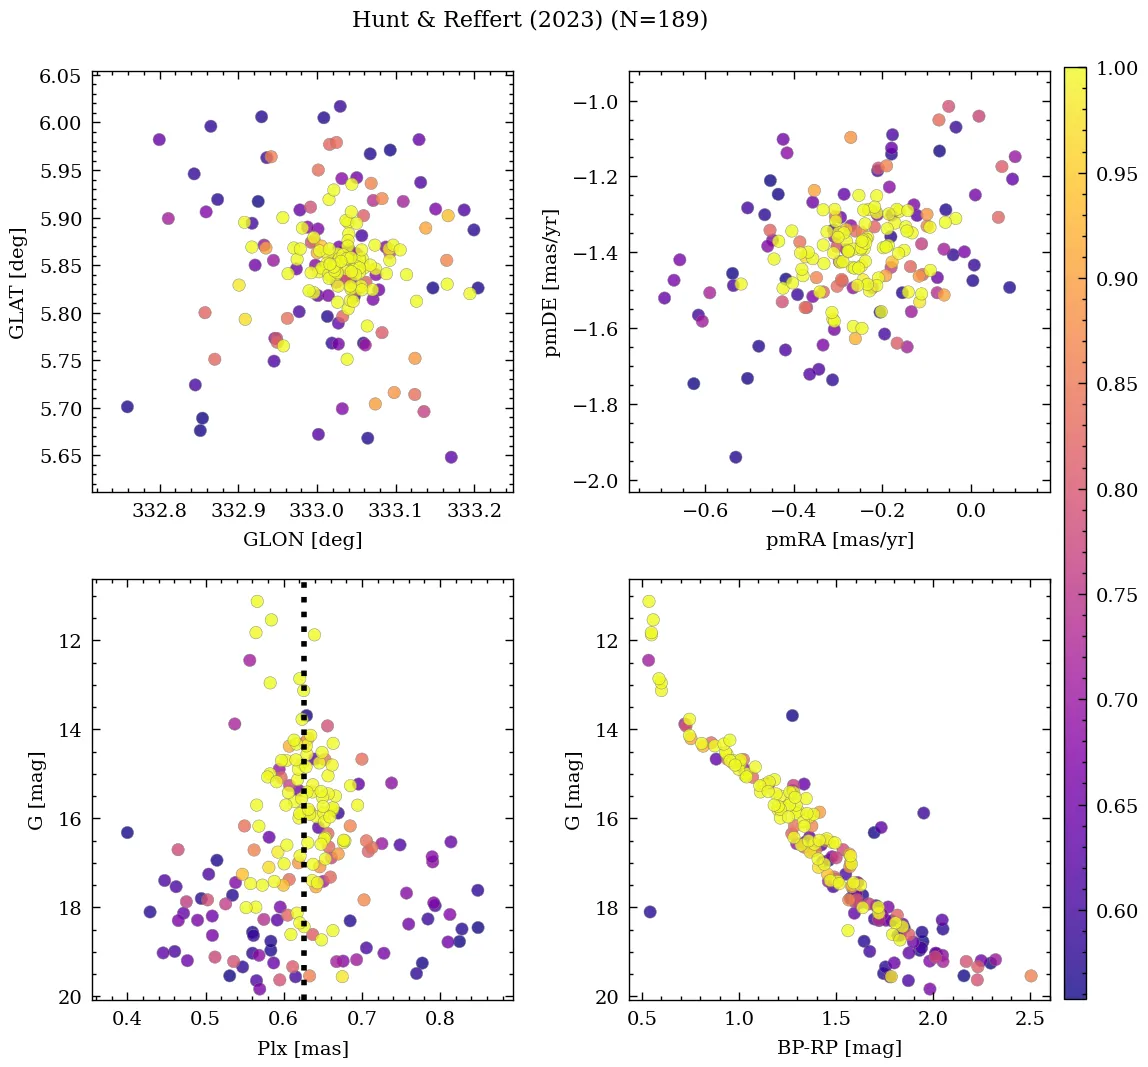 Hunt & Reffert (2023) (N=189)
6.05
6.00
5.95
5.90
5.85
5.80
5.75
5.70
5.65
GLAT [deg]
332.8 332.9 333.0 333.1 333.2
GLON [deg]
−1.0
−1.2
−1.4
−1.6
−1.8
−2.0
pmDE [mas/yr]
−0.6 −0.4 −0.2 0.0
pmRA [mas/yr]
12
14
16
18
20
G [mag]
0.4 0.5 0.6 0.7 0.8
Plx [mas]
12
14
16
18
20
G [mag]
0.5 1.0 1.5 2.0 2.5
BP-RP [mag]
1.00
0.95
0.90
0.85
0.80
0.75
0.70
0.65
0.60